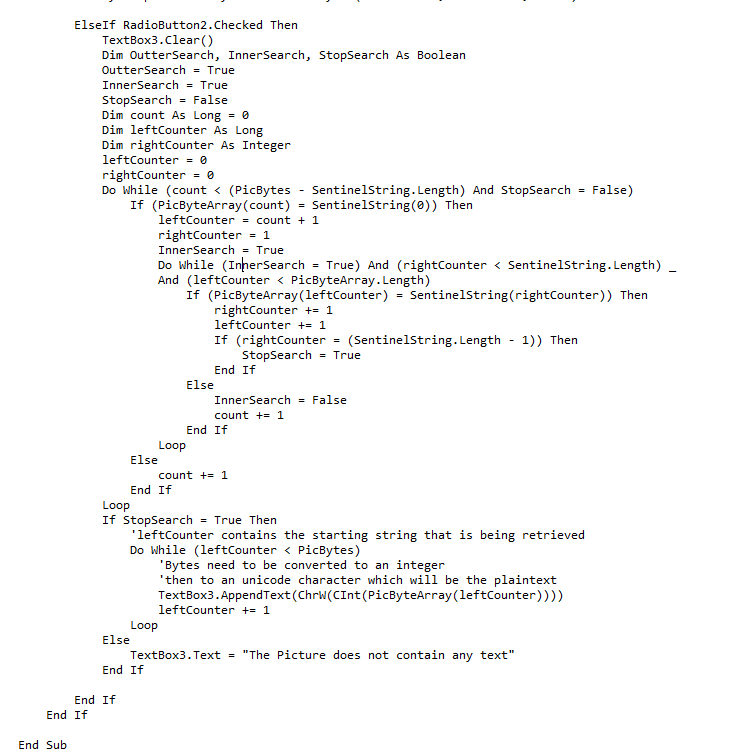 ElseIf RadioButton2.Checked Then
TextBox3.Clear()
Dim OutterSearch, InnerSearch, StopSearch As Boolean
OutterSearch = True
InnerSearch = True
StopSearch = False
Dim count As Long = 0
Dim leftCounter As Long
Dim rightCounter As Integer
leftCounter = 0
rightCounter = 0
Do While (count < (PicBytes - SentinelString.Length) And StopSearch = False)
If (PicByteArray(count) = SentinelString(0)) Then
leftCounter = count + 1
rightCounter = 1
InnerSearch = True
Do While (InnerSearch = True) And (rightCounter < SentinelString.Length) _
And (leftCounter < PicByteArray.Length)
If (PicByteArray(leftCounter) = SentinelString(rightCounter)) Then
rightCounter += 1
leftCounter += 1
If (rightCounter = (SentinelString.Length - 1)) Then
StopSearch = True
End If
Else
InnerSearch = False
count += 1
End If
Loop
Else
count += 1
End If
Loop
If StopSearch = True Then
'leftCounter contains the starting string that is being retrieved
Do While (leftCounter < PicBytes)
'Bytes need to be converted to an integer
'then to an unicode character which will be the plaintext
TextBox3.AppendText(ChrW(CInt(PicByteArray(leftCounter))))
leftCounter += 1
Loop
Else
TextBox3.Text = "The Picture does not contain any text"
End If
End If
End If
End Sub